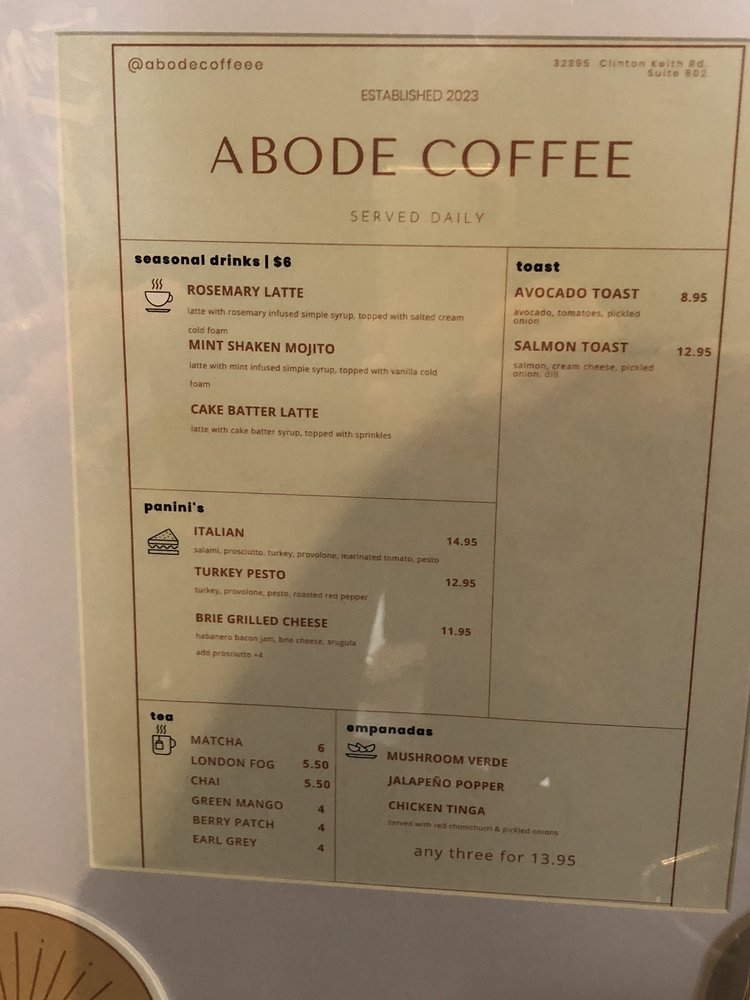 @abodecoffeee
32395 Clinton Keith Rd.
Suite B02
ESTABLISHED 2023
ABODE COFFEE
SERVED DAILY
seasonal drinks | $6
ROSEMARY LATTE
latte with rosemary infused simple syrup, topped with salted cream
cold foam
MINT SHAKEN MOJITO
latte with mint infused simple syrup, topped with vanilla cold
foam
CAKE BATTER LATTE
latte with cake batter syrup, topped with sprinkles
toast
AVOCADO TOAST 8.95
avocado, tomatoes, pickled
onion
SALMON TOAST 12.95
salmon, cream cheese, pickled
onion, dill
panini's
ITALIAN 14.95
salami, prosciutto, turkey, provolone, marinated tomato, pesto
TURKEY PESTO 12.95
turkey, provolone, pesto, roasted red pepper
BRIE GRILLED CHEESE 11.95
habanero bacon jam, brie cheese, arugula
add prosciutto +4
tea
MATCHA 6
LONDON FOG 5.50
CHAI 5.50
GREEN MANGO 4
BERRY PATCH 4
EARL GREY 4
empanadas
MUSHROOM VERDE
JALAPEÑO POPPER
CHICKEN TINGA
served with red chimichurri & pickled onions
any three for 13.95